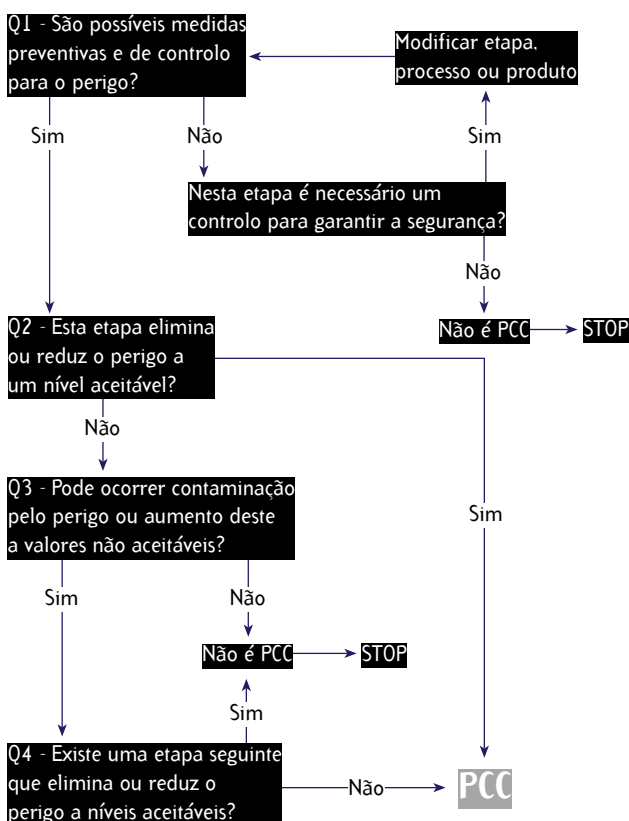 Q1 - São possíveis medidas
preventivas e de controlo
para o perigo?
Modificar etapa,
processo ou produto
Sim
Não
Sim
Nesta etapa é necessário um
controlo para garantir a segurança?
Não
Não é PCC
STOP
Q2 - Esta etapa elimina
ou reduz o perigo a
um nível aceitável?
Não
Sim
Q3 - Pode ocorrer contaminação
pelo perigo ou aumento deste
a valores não aceitáveis?
Sim
Não
Não é PCC
STOP
Sim
Q4 - Existe uma etapa seguinte
que elimina ou reduz o
perigo a níveis aceitáveis?
Não
PCC